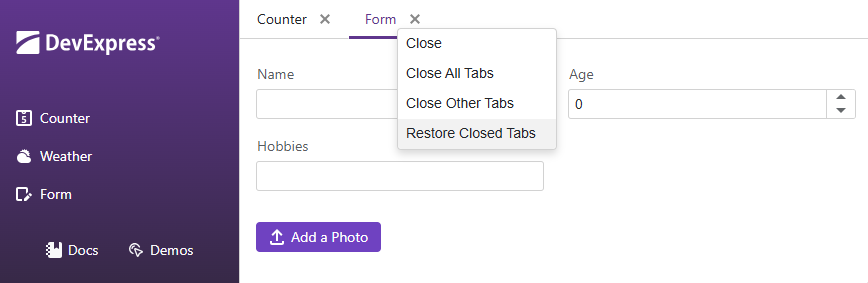 DevExpress®
Counter
Weather
Form
Docs Demos
Counter Form
Close
Close All Tabs
Close Other Tabs
Restore Closed Tabs
Name
Age
0
Hobbies
Add a Photo